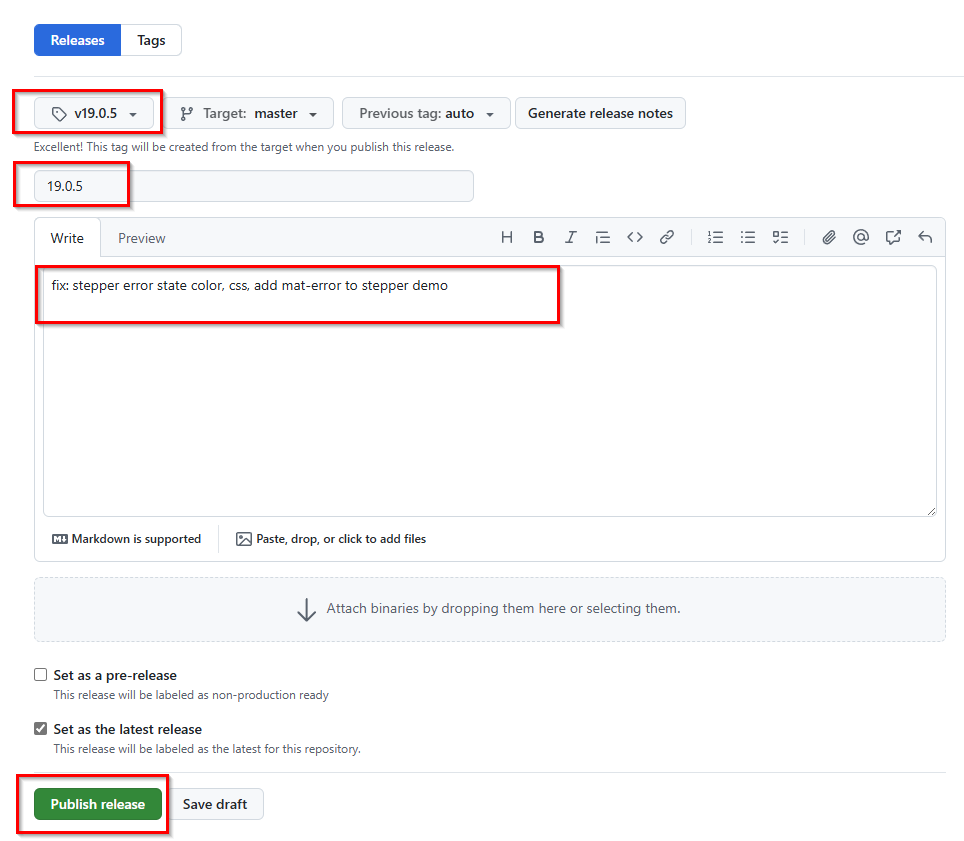 Releases Tags
v19.0.5 Target: master Previous tag: auto Generate release notes
Excellent! This tag will be created from the target when you publish this release.
19.0.5
Write Preview
fix: stepper error state color, css, add mat-error to stepper demo
Markdown is supported Paste, drop, or click to add files
Attach binaries by dropping them here or selecting them.
Set as a pre-release
This release will be labeled as non-production ready
Set as the latest release
This release will be labeled as the latest for this repository.
Publish release Save draft